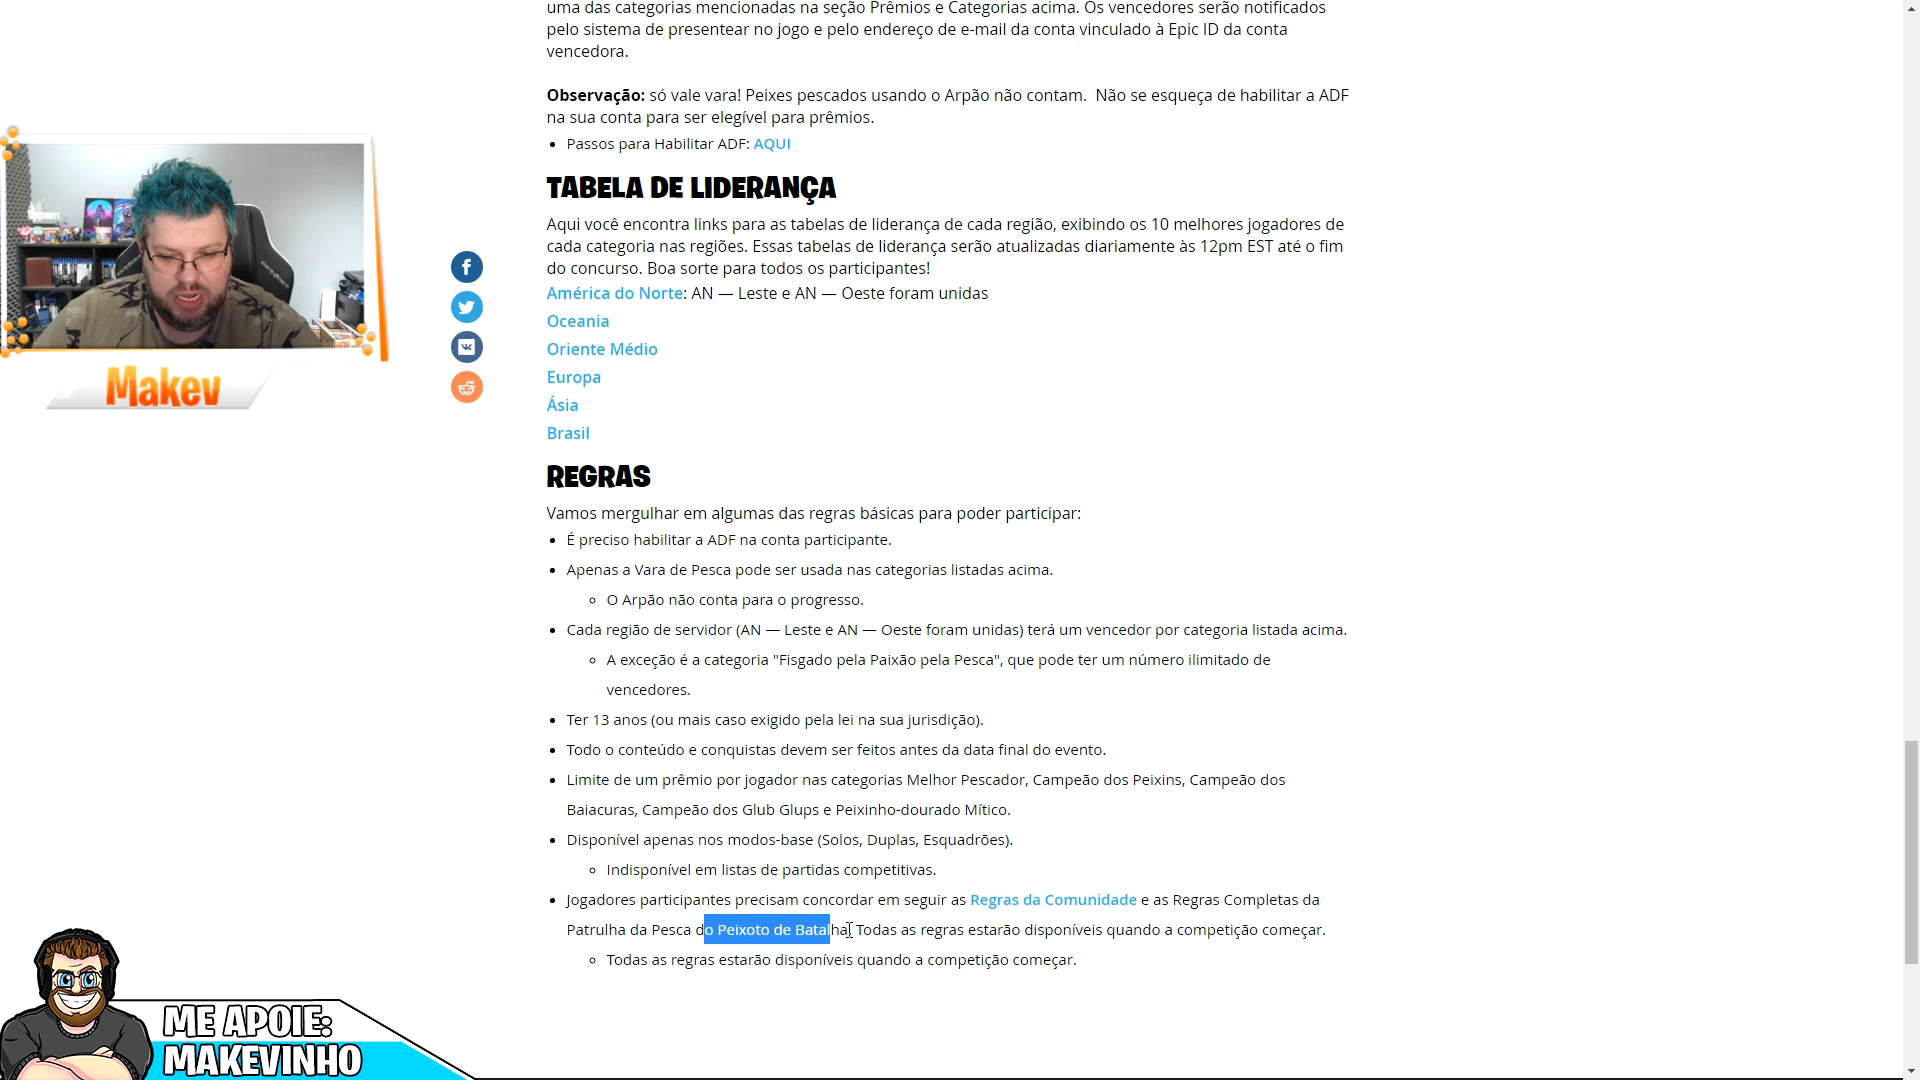 uma das categorias mencionadas na seção Prêmios e Categorias acima. Os vencedores serão notificados
pelo sistema de presentear no jogo e pelo endereço de e-mail da conta vinculado à Epic ID da conta
vencedora.
Observação: só vale vara! Peixes pescados usando o Arpão não contam.  Não se esqueça de habilitar a ADF
na sua conta para ser elegível para prêmios.
• Passos para Habilitar ADF: AQUI
TABELA DE LIDERANÇA
Aqui você encontra links para as tabelas de liderança de cada região, exibindo os 10 melhores jogadores de
cada categoria nas regiões. Essas tabelas de liderança serão atualizadas diariamente às 12pm EST até o fim
do concurso. Boa sorte para todos os participantes!
América do Norte: AN — Leste e AN — Oeste foram unidas
Oceania
Oriente Médio
Europa
Ásia
Brasil
REGRAS
Vamos mergulhar em algumas das regras básicas para poder participar:
• É preciso habilitar a ADF na conta participante.
• Apenas a Vara de Pesca pode ser usada nas categorias listadas acima.
◦ O Arpão não conta para o progresso.
• Cada região de servidor (AN — Leste e AN — Oeste foram unidas) terá um vencedor por categoria listada acima.
◦ A exceção é a categoria "Fisgado pela Paixão pela Pesca", que pode ter um número ilimitado de
vencedores.
• Ter 13 anos (ou mais caso exigido pela lei na sua jurisdição).
• Todo o conteúdo e conquistas devem ser feitos antes da data final do evento.
• Limite de um prêmio por jogador nas categorias Melhor Pescador, Campeão dos Peixins, Campeão dos
Baiacuras, Campeão dos Glub Glups e Peixinho-dourado Mítico.
• Disponível apenas nos modos-base (Solos, Duplas, Esquadrões).
◦ Indisponível em listas de partidas competitivas.
• Jogadores participantes precisam concordar em seguir as Regras da Comunidade e as Regras Completas da
Patrulha da Pesca do Peixoto de Batalha. Todas as regras estarão disponíveis quando a competição começar.
◦ Todas as regras estarão disponíveis quando a competição começar.
Makev
ME APOIE:
MAKEVINHO